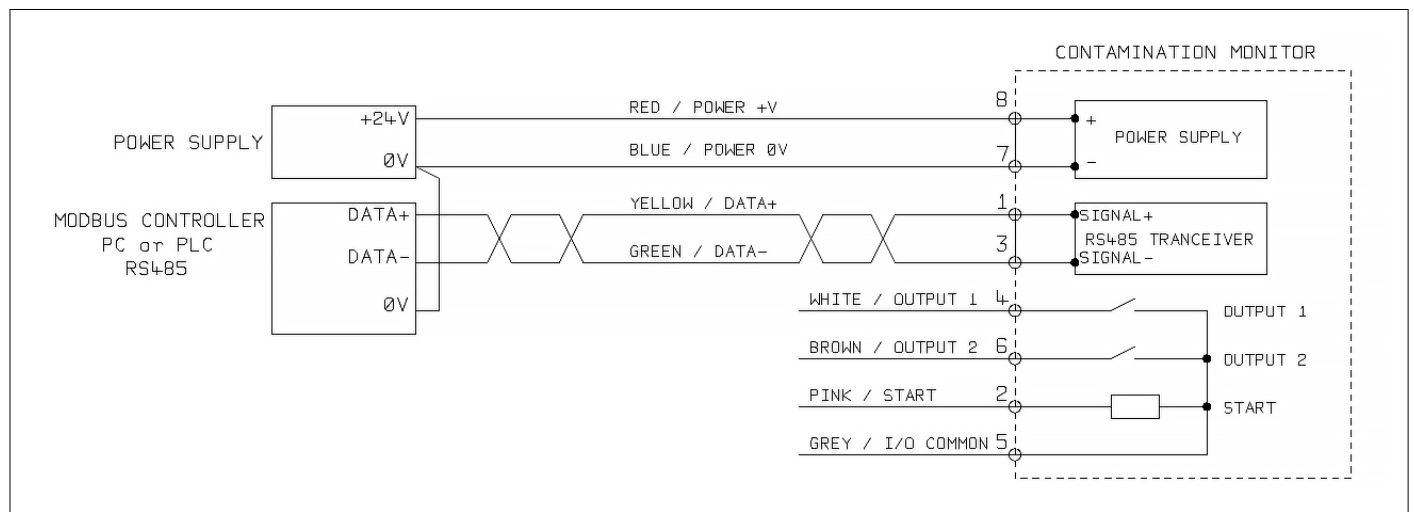 CONTAMINATION MONITOR
RED / POWER +V
8
+24V
+
POWER SUPPLY
POWER SUPPLY
BLUE / POWER 0V
7
0V
-
MODBUS CONTROLLER
PC or PLC
RS485
DATA+
YELLOW / DATA+
1
SIGNAL+
RS485 TRANCEIVER
DATA-
GREEN / DATA-
3
SIGNAL-
0V
WHITE / OUTPUT 1
4
OUTPUT 1
BROWN / OUTPUT 2
6
OUTPUT 2
PINK / START
2
START
GREY / I/O COMMON
5